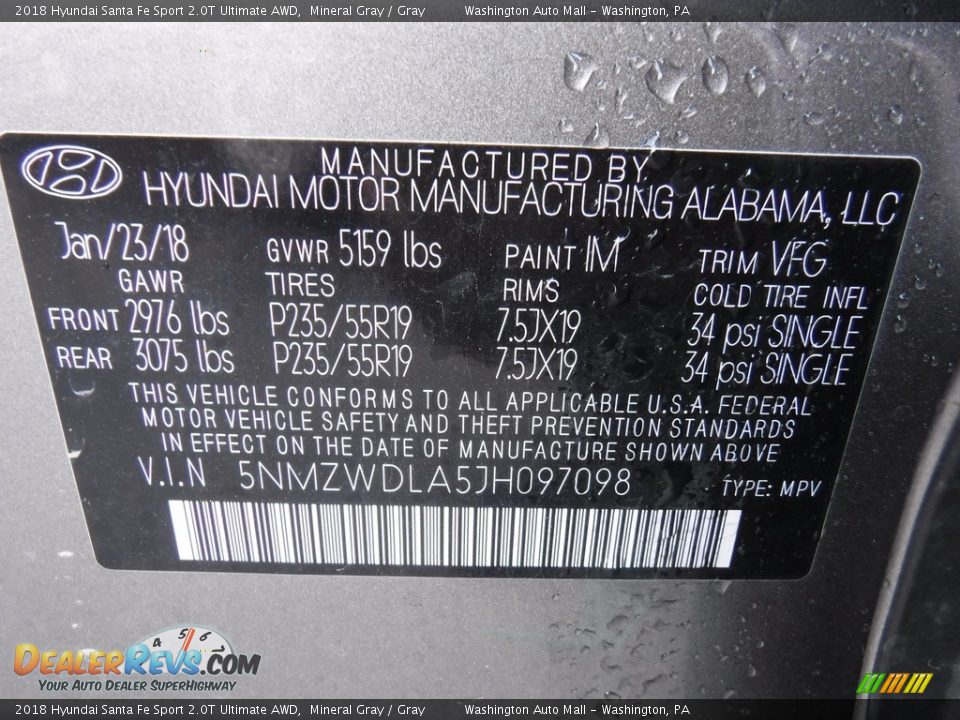 2018 Hyundai Santa Fe Sport 2.0T Ultimate AWD, Mineral Gray / Gray Washington Auto Mall - Washington, PA
MANUFACTURED BY
HYUNDAI MOTOR MANUFACTURING ALABAMA, LLC
Jan/23/18 GVWR 5159 lbs PAINT IM TRIM VFG
GAWR TIRES RIMS COLD TIRE INFL
FRONT 2976 lbs P235/55R19 7.5JX19 34 psi SINGLE
REAR 3075 lbs P235/55R19 7.5JX19 34 psi SINGLE
THIS VEHICLE CONFORMS TO ALL APPLICABLE U.S.A. FEDERAL
MOTOR VEHICLE SAFETY AND THEFT PREVENTION STANDARDS
IN EFFECT ON THE DATE OF MANUFACTURE SHOWN ABOVE
V.I.N 5NMZWDLA5JH097098 TYPE: MPV
4 5 6
DEALERREVS.COM
YOUR AUTO DEALER SUPERHIGHWAY
2018 Hyundai Santa Fe Sport 2.0T Ultimate AWD, Mineral Gray / Gray Washington Auto Mall - Washington, PA